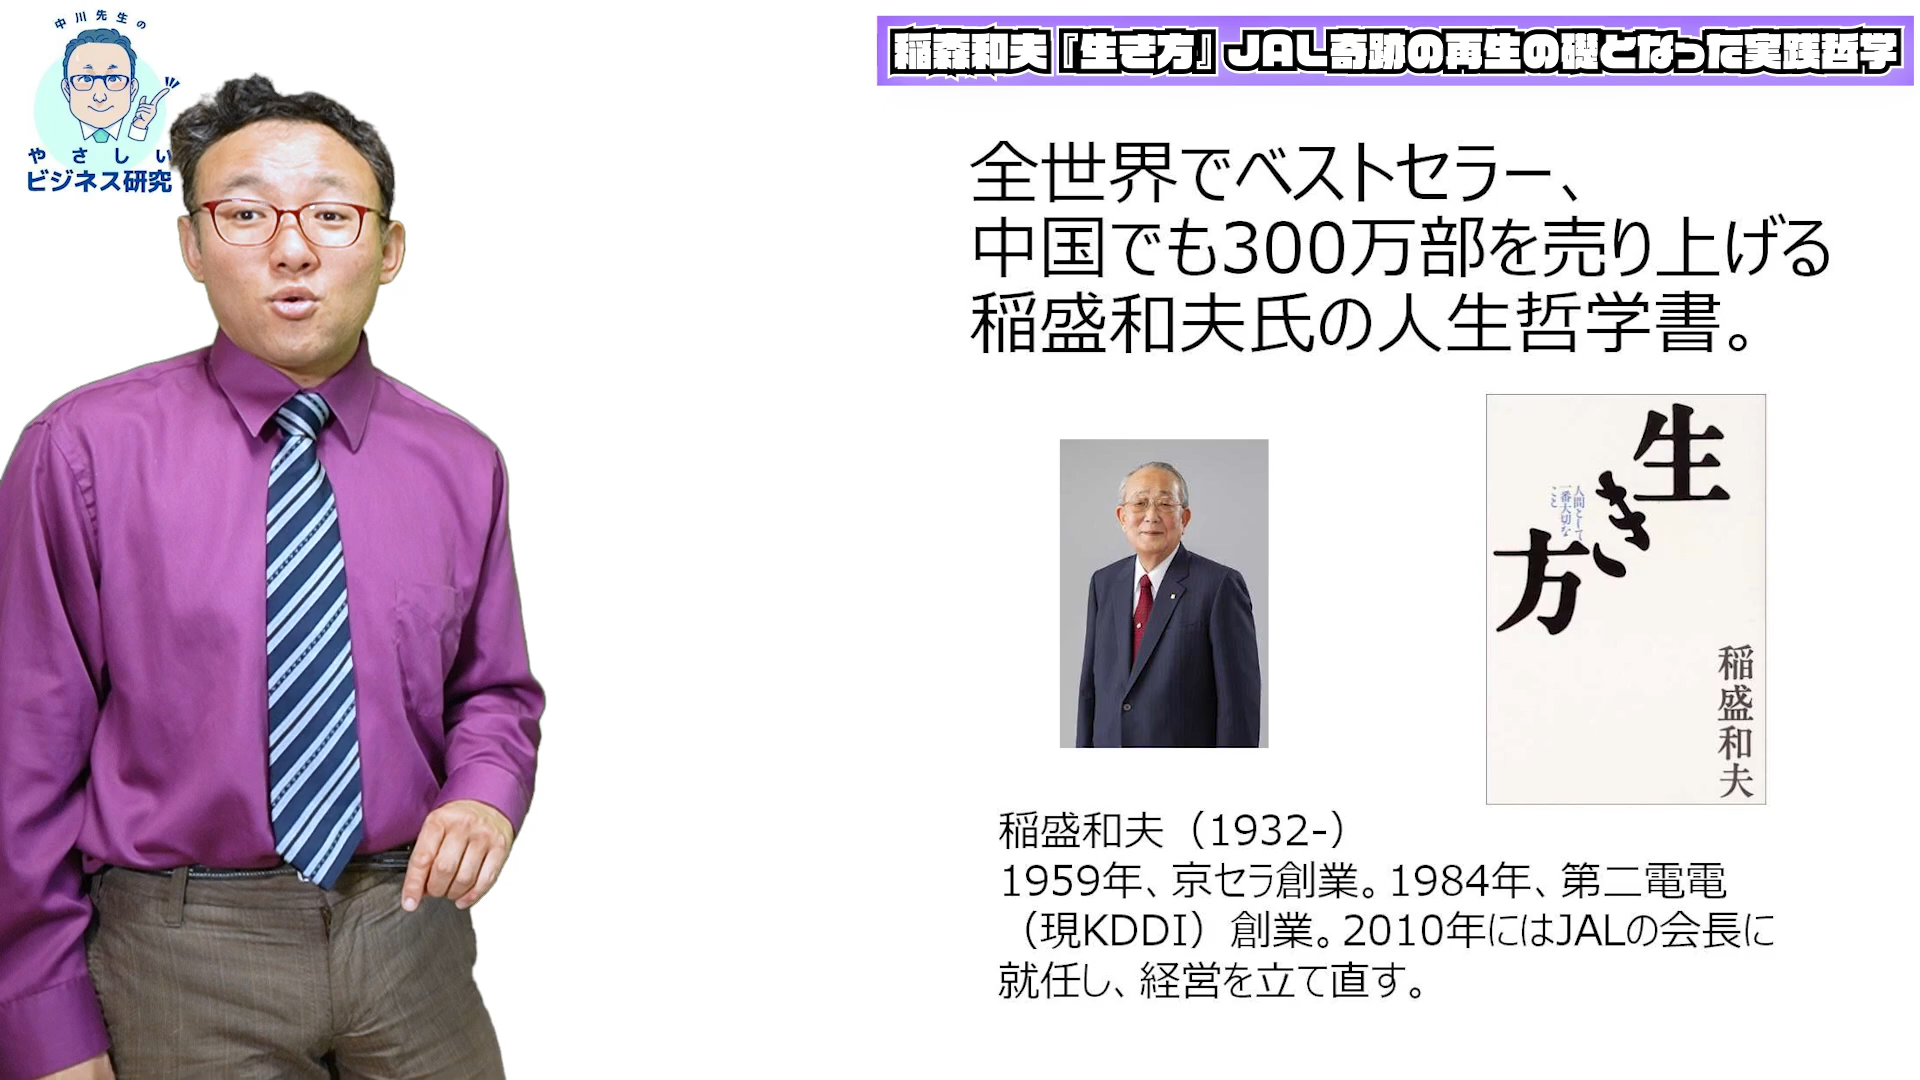 中川先生の
やさしい
ビジネス研究
稲森和夫『生き方』JAL奇跡の再生の礎となった実践哲学
全世界でベストセラー、
中国でも300万部を売り上げる
稲盛和夫氏の人生哲学書。
生き方
人間として
一番大切な
こと
稲盛和夫
稲盛和夫（1932-）
1959年、京セラ創業。1984年、第二電電
（現KDDI）創業。2010年にはJALの会長に
就任し、経営を立て直す。